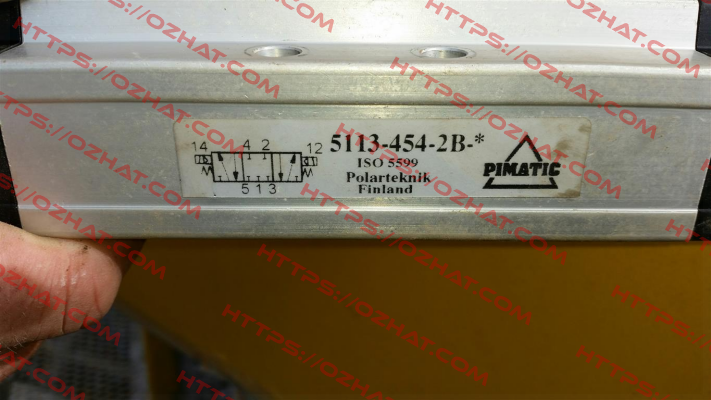 14 4 2 12
5 1 3
5113-454-2B-*
ISO 5599
Polarteknik
Finland
PIMATIC
HTTPS://OZHAT.COM